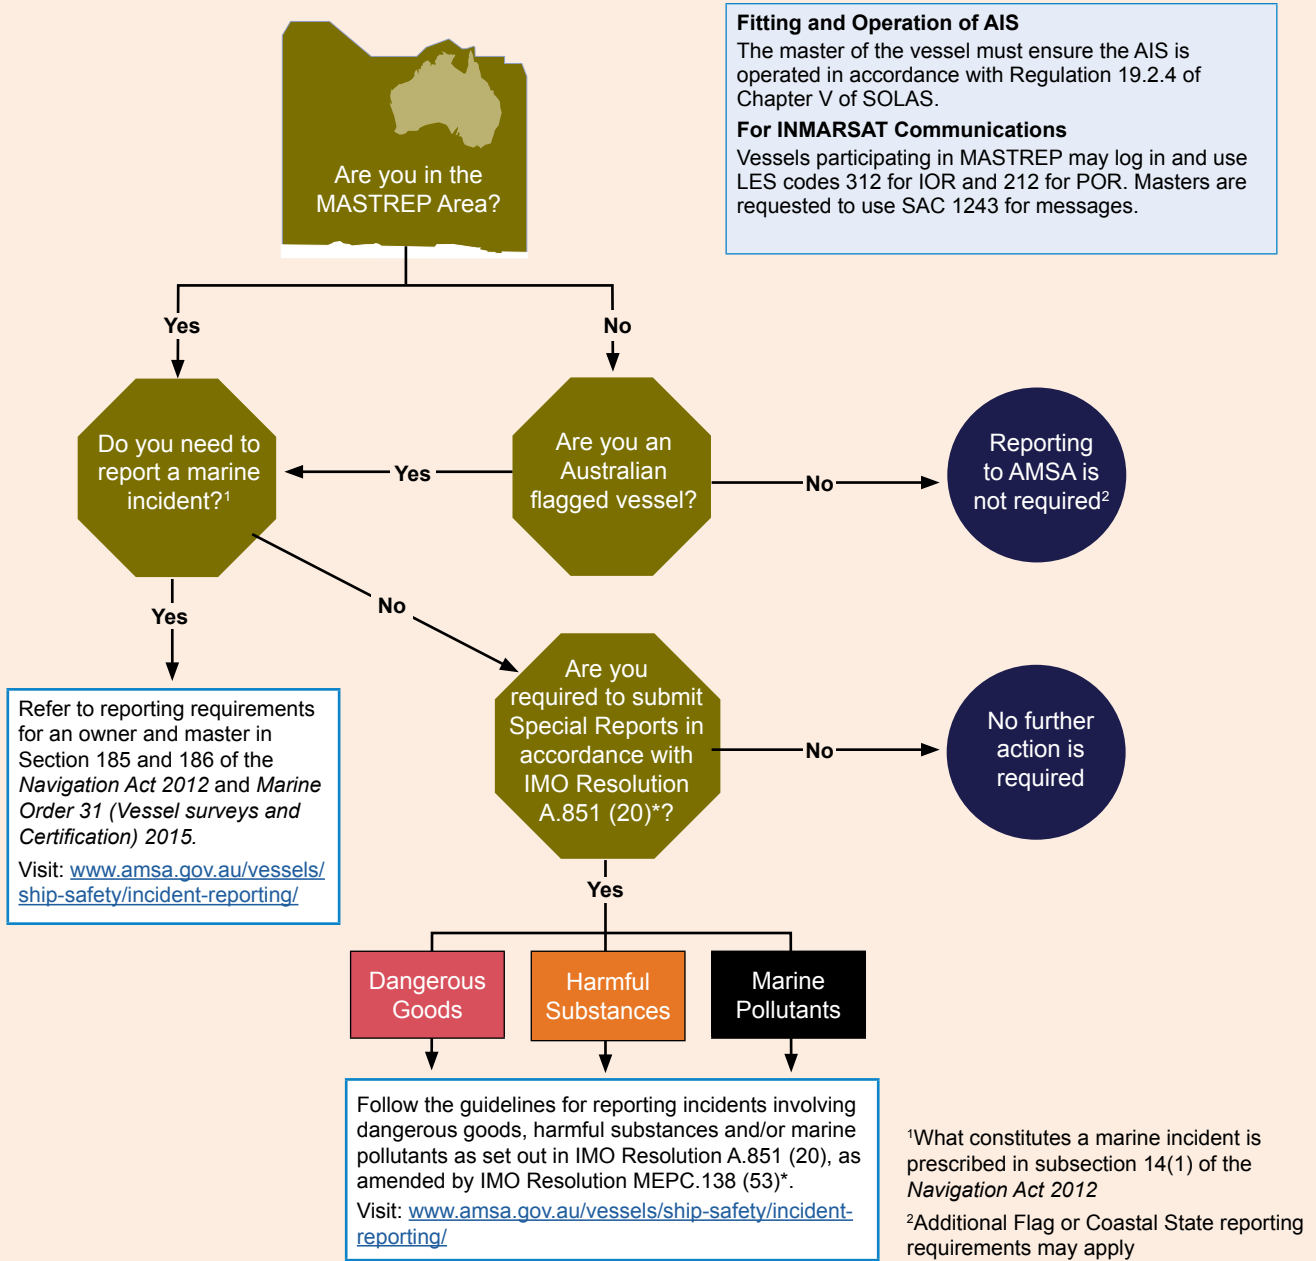 Fitting and Operation of AIS
The master of the vessel must ensure the AIS is
operated in accordance with Regulation 19.2.4 of
Chapter V of SOLAS.
For INMARSAT Communications
Vessels participating in MASTREP may log in and use
LES codes 312 for IOR and 212 for POR. Masters are
requested to use SAC 1243 for messages.
Are you in the
MASTREP Area?
Yes
No
Do you need to
report a marine
incident?¹
Yes
Are you an
Australian
flagged vessel?
No
Reporting
to AMSA is
not required²
Yes
No
Refer to reporting requirements
for an owner and master in
Section 185 and 186 of the
Navigation Act 2012 and Marine
Order 31 (Vessel surveys and
Certification) 2015.
Visit: www.amsa.gov.au/vessels/
ship-safety/incident-reporting/
Are you
required to submit
Special Reports in
accordance with
IMO Resolution
A.851 (20)*?
No
No further
action is
required
Yes
Dangerous
Goods
Harmful
Substances
Marine
Pollutants
Follow the guidelines for reporting incidents involving
dangerous goods, harmful substances and/or marine
pollutants as set out in IMO Resolution A.851 (20), as
amended by IMO Resolution MEPC.138 (53)*.
Visit: www.amsa.gov.au/vessels/ship-safety/incident-
reporting/
¹What constitutes a marine incident is
prescribed in subsection 14(1) of the
Navigation Act 2012
²Additional Flag or Coastal State reporting
requirements may apply